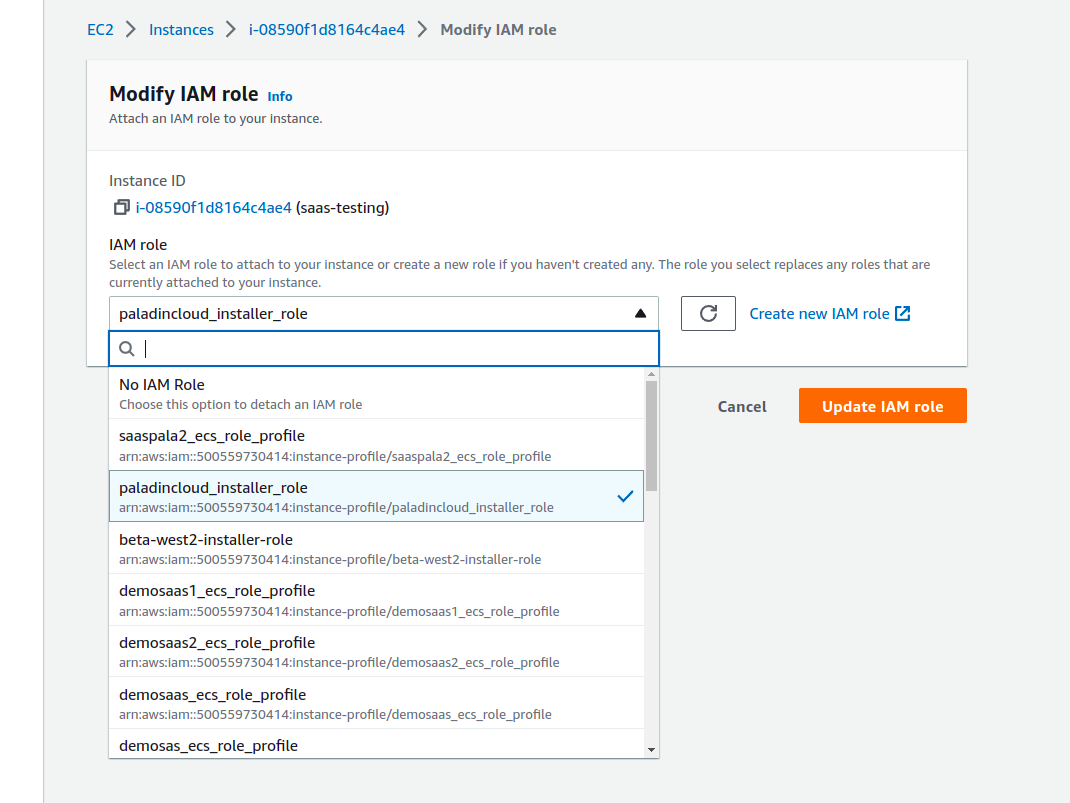 EC2 > Instances > i-08590f1d8164c4ae4 > Modify IAM role
Modify IAM role Info
Attach an IAM role to your instance.
Instance ID
i-08590f1d8164c4ae4 (saas-testing)
IAM role
Select an IAM role to attach to your instance or create a new role if you haven't created any. The role you select replaces any roles that are
currently attached to your instance.
paladincloud_installer_role
Create new IAM role
No IAM Role
Choose this option to detach an IAM role
Cancel
Update IAM role
saaspala2_ecs_role_profile
arn:aws:iam::500559730414:instance-profile/saaspala2_ecs_role_profile
paladincloud_installer_role
arn:aws:iam::500559730414:instance-profile/paladincloud_installer_role
beta-west2-installer-role
arn:aws:iam::500559730414:instance-profile/beta-west2-installer-role
demosaas1_ecs_role_profile
arn:aws:iam::500559730414:instance-profile/demosaas1_ecs_role_profile
demosaas2_ecs_role_profile
arn:aws:iam::500559730414:instance-profile/demosaas2_ecs_role_profile
demosaas_ecs_role_profile
arn:aws:iam::500559730414:instance-profile/demosaas_ecs_role_profile
demosas_ecs_role_profile